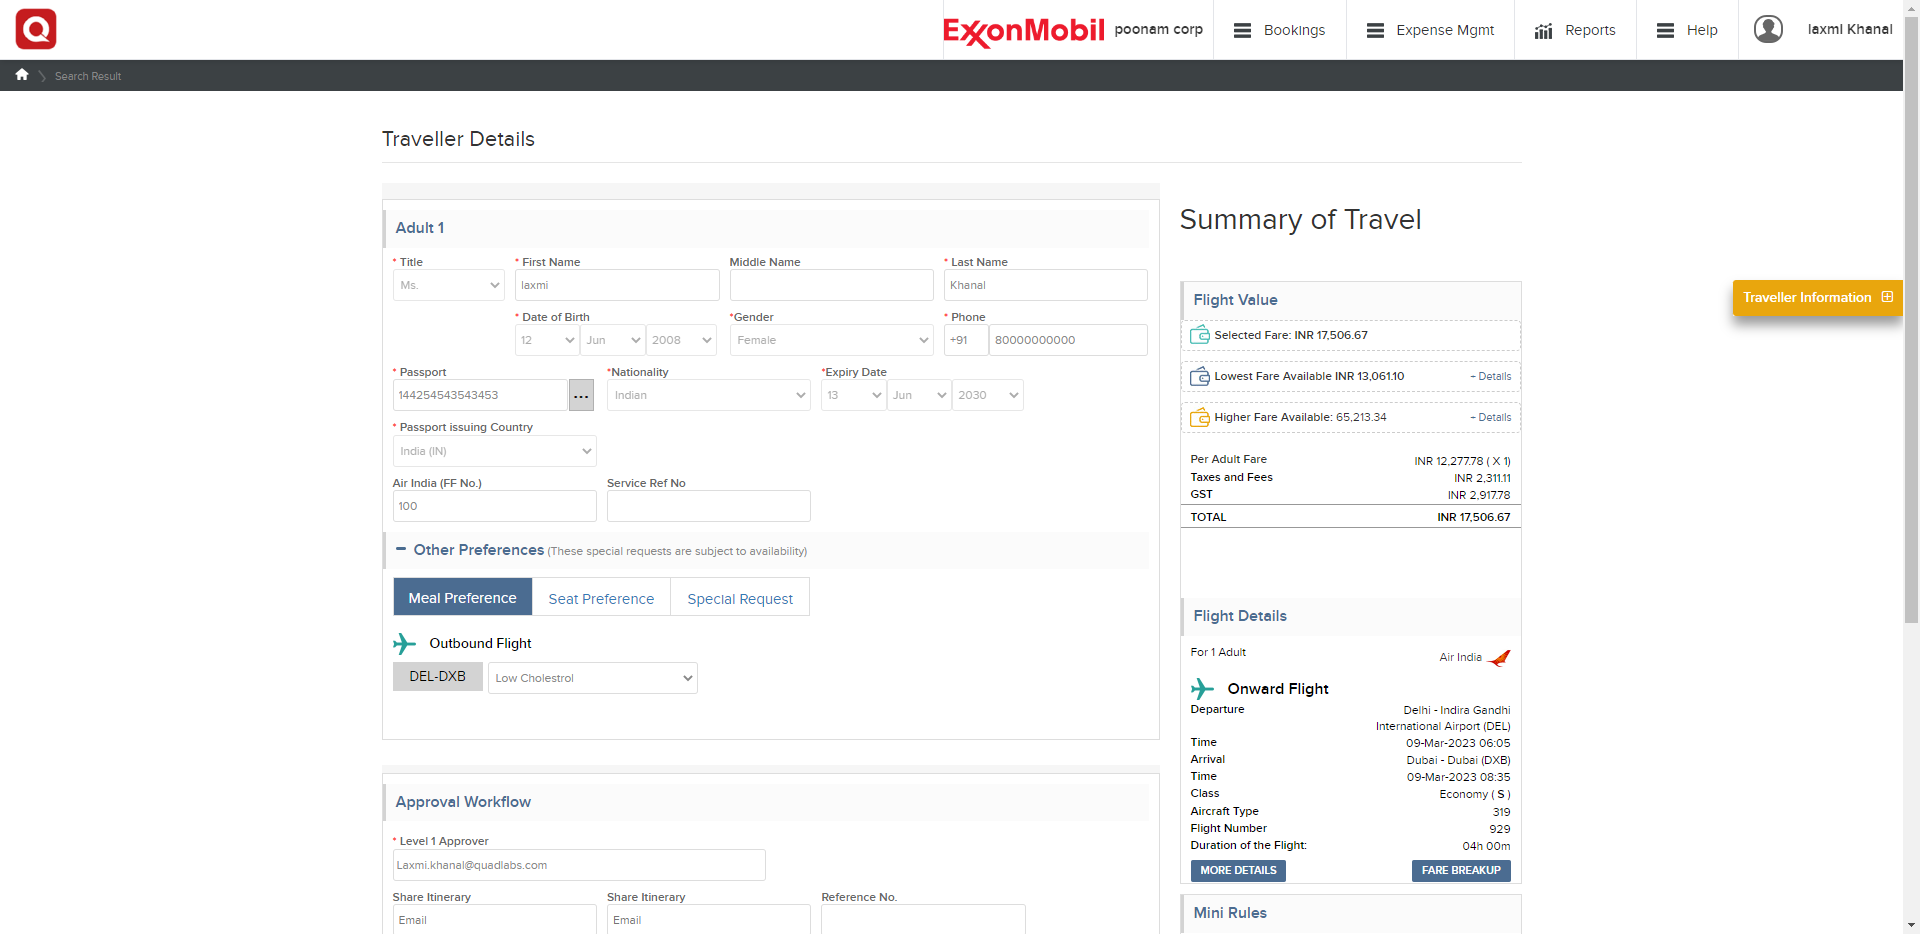 Q
ExxonMobil
poonam corp
Bookings
Expense Mgmt
Reports
Help
laxmi Khanal
Search Result
Traveller Details
Adult 1
* Title
* First Name
Middle Name
* Last Name
Ms.
laxmi
Khanal
* Date of Birth
*Gender
* Phone
12
Jun
2008
Female
+91
80000000000
* Passport
*Nationality
*Expiry Date
144254543543453
...
Indian
13
Jun
2030
* Passport issuing Country
India (IN)
Air India (FF No.)
Service Ref No
100
Other Preferences (These special requests are subject to availability)
Meal Preference
Seat Preference
Special Request
Outbound Flight
DEL-DXB
Low Cholestrol
Approval Workflow
* Level 1 Approver
Laxmi.khanal@quadlabs.com
Share Itinerary
Share Itinerary
Reference No.
Email
Email
Summary of Travel
Traveller Information
Flight Value
Selected Fare: INR 17,506.67
Lowest Fare Available INR 13,061.10
+ Details
Higher Fare Available: 65,213.34
+ Details
Per Adult Fare
INR 12,277.78 ( X 1)
Taxes and Fees
INR 2,311.11
GST
INR 2,917.78
TOTAL
INR 17,506.67
Flight Details
For 1 Adult
Air India
Onward Flight
Departure
Delhi - Indira Gandhi
International Airport (DEL)
Time
09-Mar-2023 06:05
Arrival
Dubai - Dubai (DXB)
Time
09-Mar-2023 08:35
Class
Economy ( S )
Aircraft Type
319
Flight Number
929
Duration of the Flight:
04h 00m
MORE DETAILS
FARE BREAKUP
Mini Rules